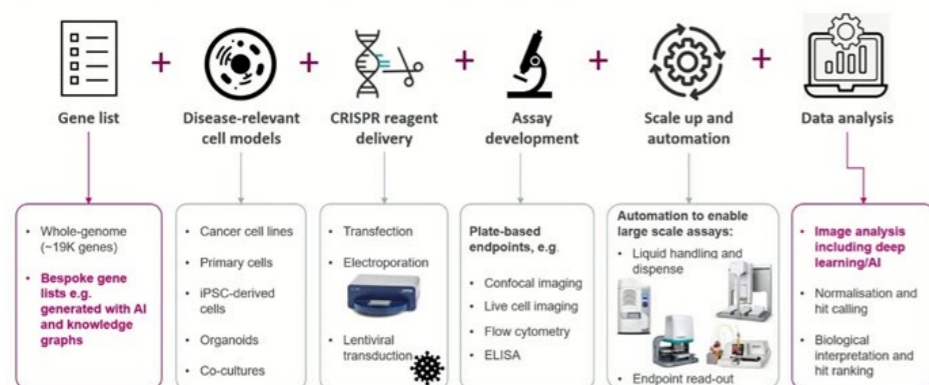 Gene list
Disease-relevant
cell models
CRISPR reagent
delivery
Assay
development
Scale up and
automation
Data analysis
• Whole-genome
(~19K genes)
• Bespoke gene
lists e.g.
generated with AI
and knowledge
graphs
• Cancer cell lines
• Primary cells
• iPSC-derived
cells
• Organoids
• Co-cultures
• Transfection
• Electroporation
• Lentiviral
transduction
Plate-based
endpoints, e.g.
• Confocal imaging
• Live cell imaging
• Flow cytometry
• ELISA
Automation to enable
large scale assays:
• Liquid handling and
dispense
• Endpoint read-out
• Image analysis
including deep
learning/AI
• Normalisation and
hit calling
• Biological
interpretation and
hit ranking